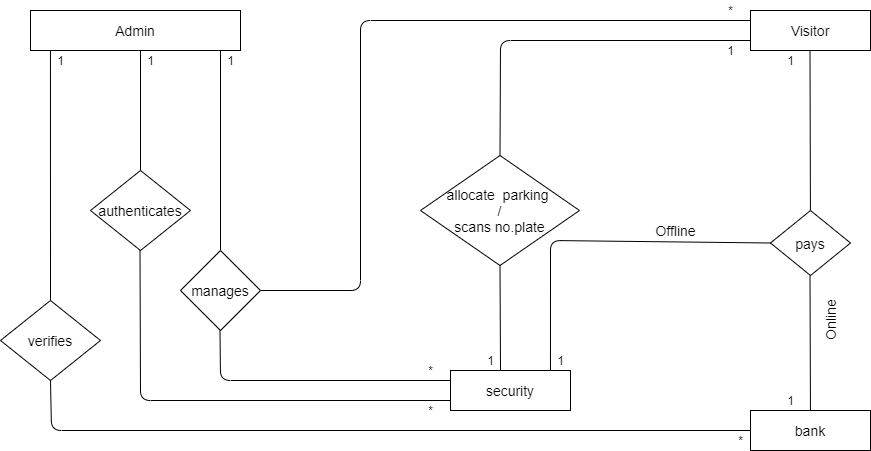 Admin
*
Visitor
1
1
1
1
1
allocate  parking
/
scans no.plate
authenticates
Offline
pays
manages
Online
verifies
*
1
1
security
*
1
bank
*